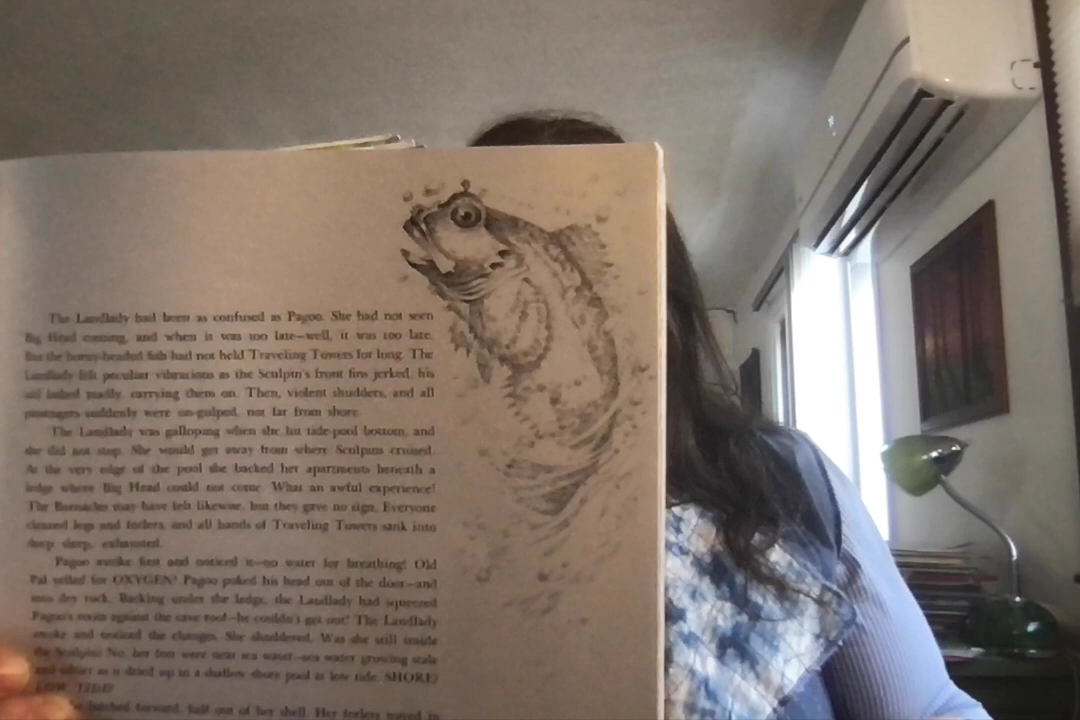 The Landlady had been as confused as Pagoo. She had not seen
Big Head coming, and when it was too late—well, it was too late.
But the horny-headed fish had not held Traveling Towers for long. The
Landlady felt peculiar vibrations as the Sculpin's front fins jerked, his
tail lashed madly, carrying them on. Then, violent shudders, and all
passengers suddenly were un-gulped, not far from shore.
The Landlady was galloping when she hit tide-pool bottom, and
she did not stop. She would get away from where Sculpins cruised.
At the very edge of the pool she backed her apartments beneath a
ledge where Big Head could not come. What an awful experience!
The Barnacles may have felt likewise, but they gave no sign. Everyone
cleaned legs and feelers, and all hands of Traveling Towers sank into
deep sleep, exhausted.
Pagoo awoke first and noticed it—no water for breathing! Old
Pal yelled for OXYGEN! Pagoo poked his head out of the door—and
into dry rock. Backing under the ledge, the Landlady had squeezed
Pagoo's room against the cave roof—he couldn't get out! The Landlady
awoke and noticed the changes. She shuddered. Was she still inside
the Sculpin? No, her feet were near sea water—sea water growing stale
and saltier as it dried up in a shallow shore pool at low tide. SHORE?
LOW TIDE?
lurched forward, half out of her shell. Her feelers waved in